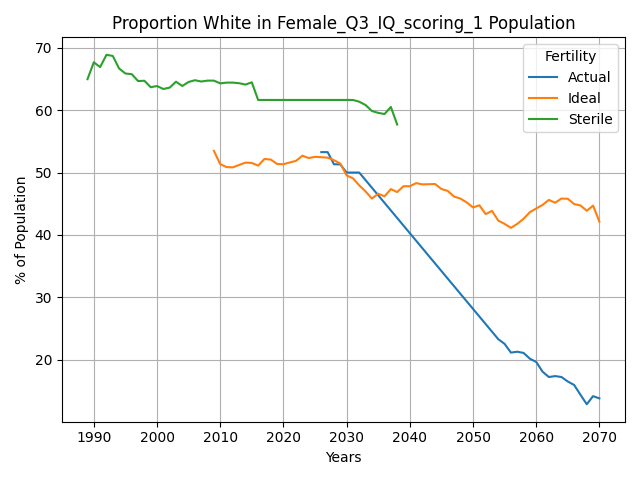 Proportion White in Female_Q3_IQ_scoring_1 Population
Fertility
Actual
Ideal
Sterile
% of Population
70
60
50
40
30
20
1990 2000 2010 2020 2030 2040 2050 2060 2070
Years